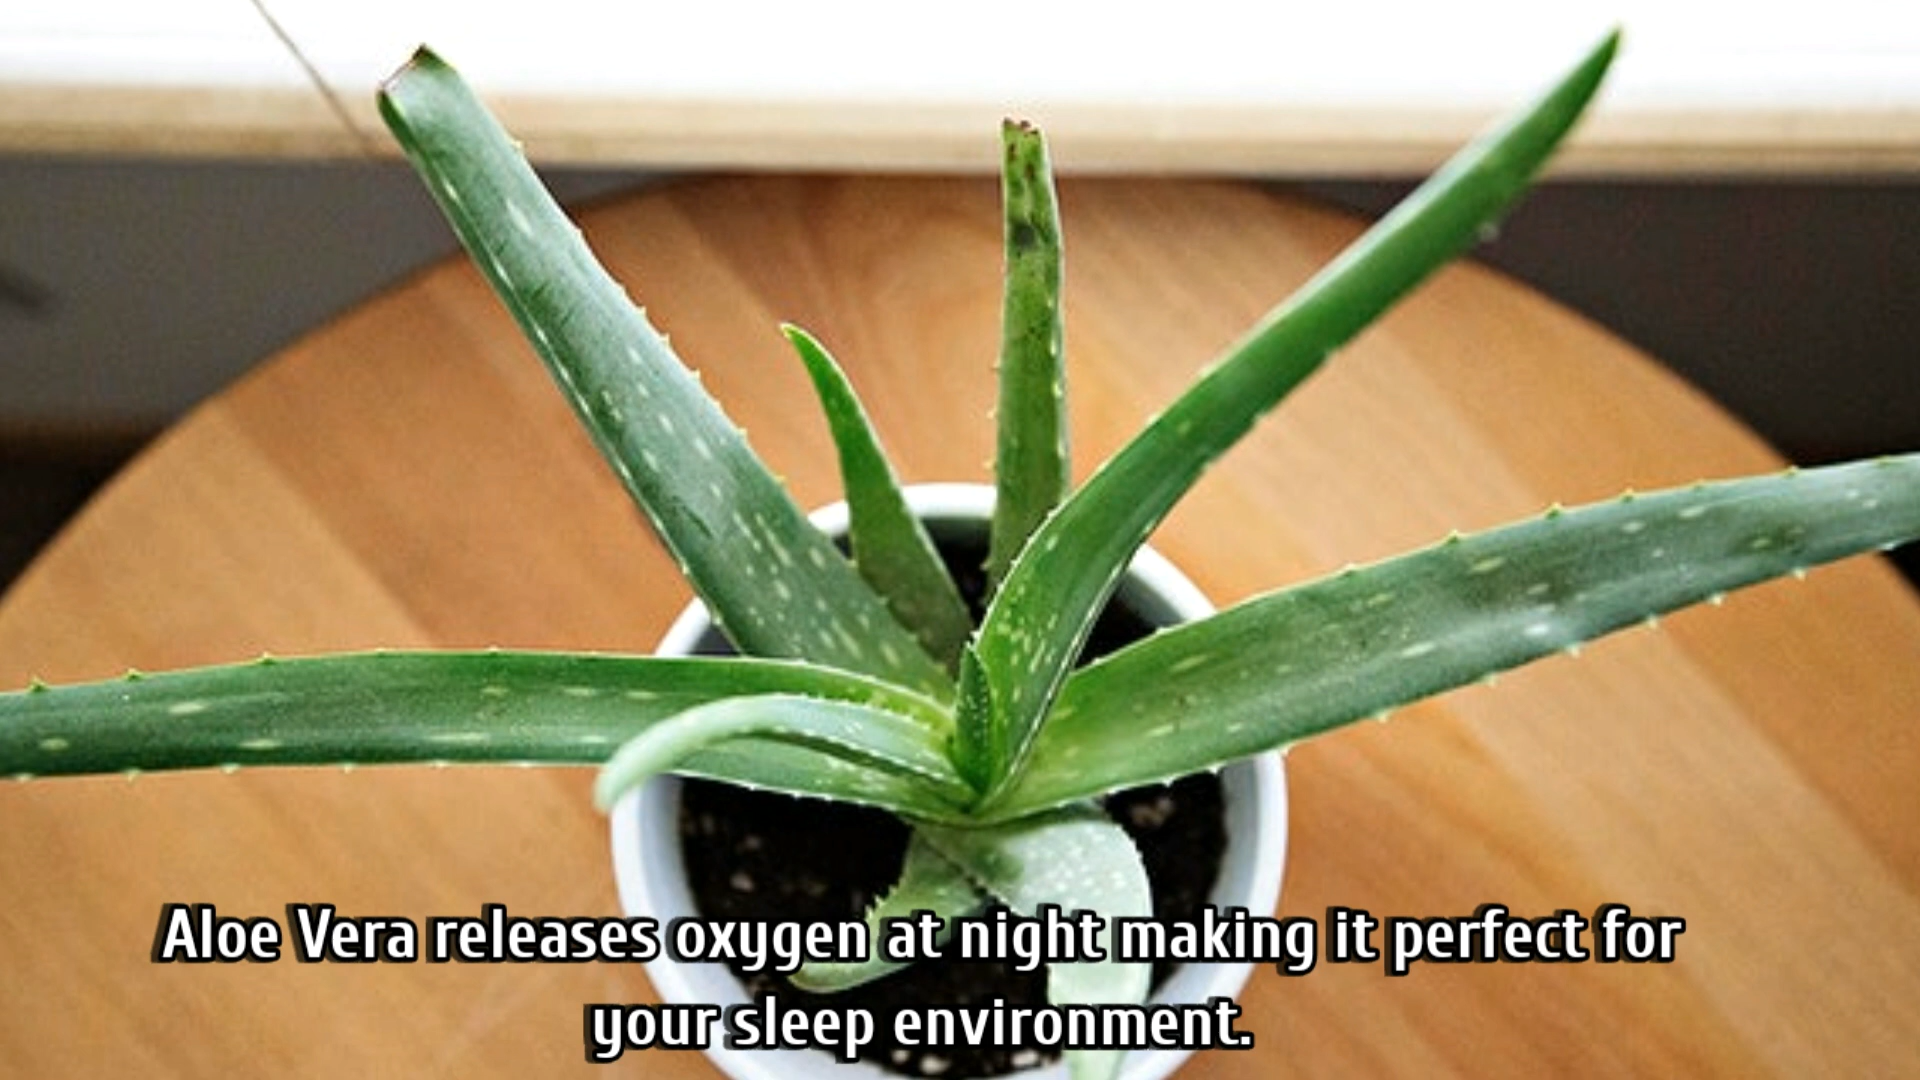 Aloe Vera releases oxygen at night making it perfect for
your sleep environment.